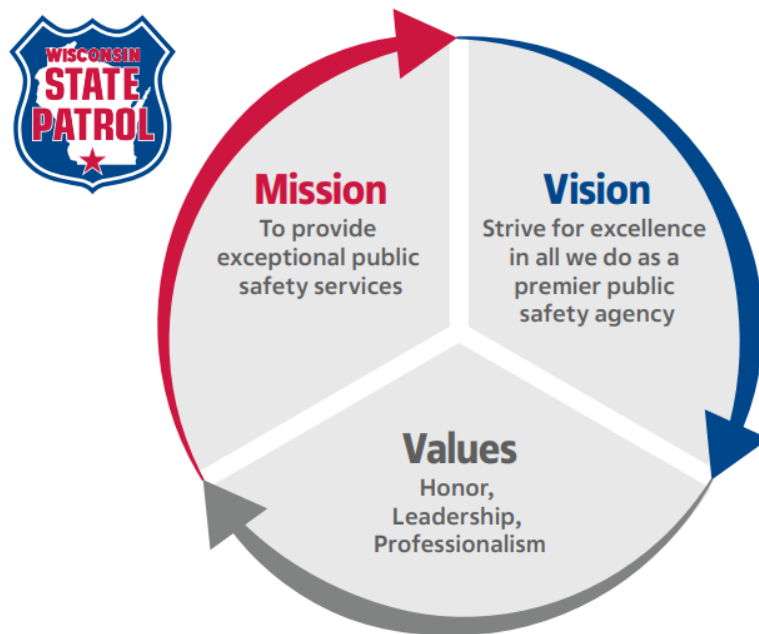 WISCONSIN
STATE
PATROL
Mission
To provide
exceptional public
safety services
Vision
Strive for excellence
in all we do as a
premier public
safety agency
Values
Honor,
Leadership,
Professionalism